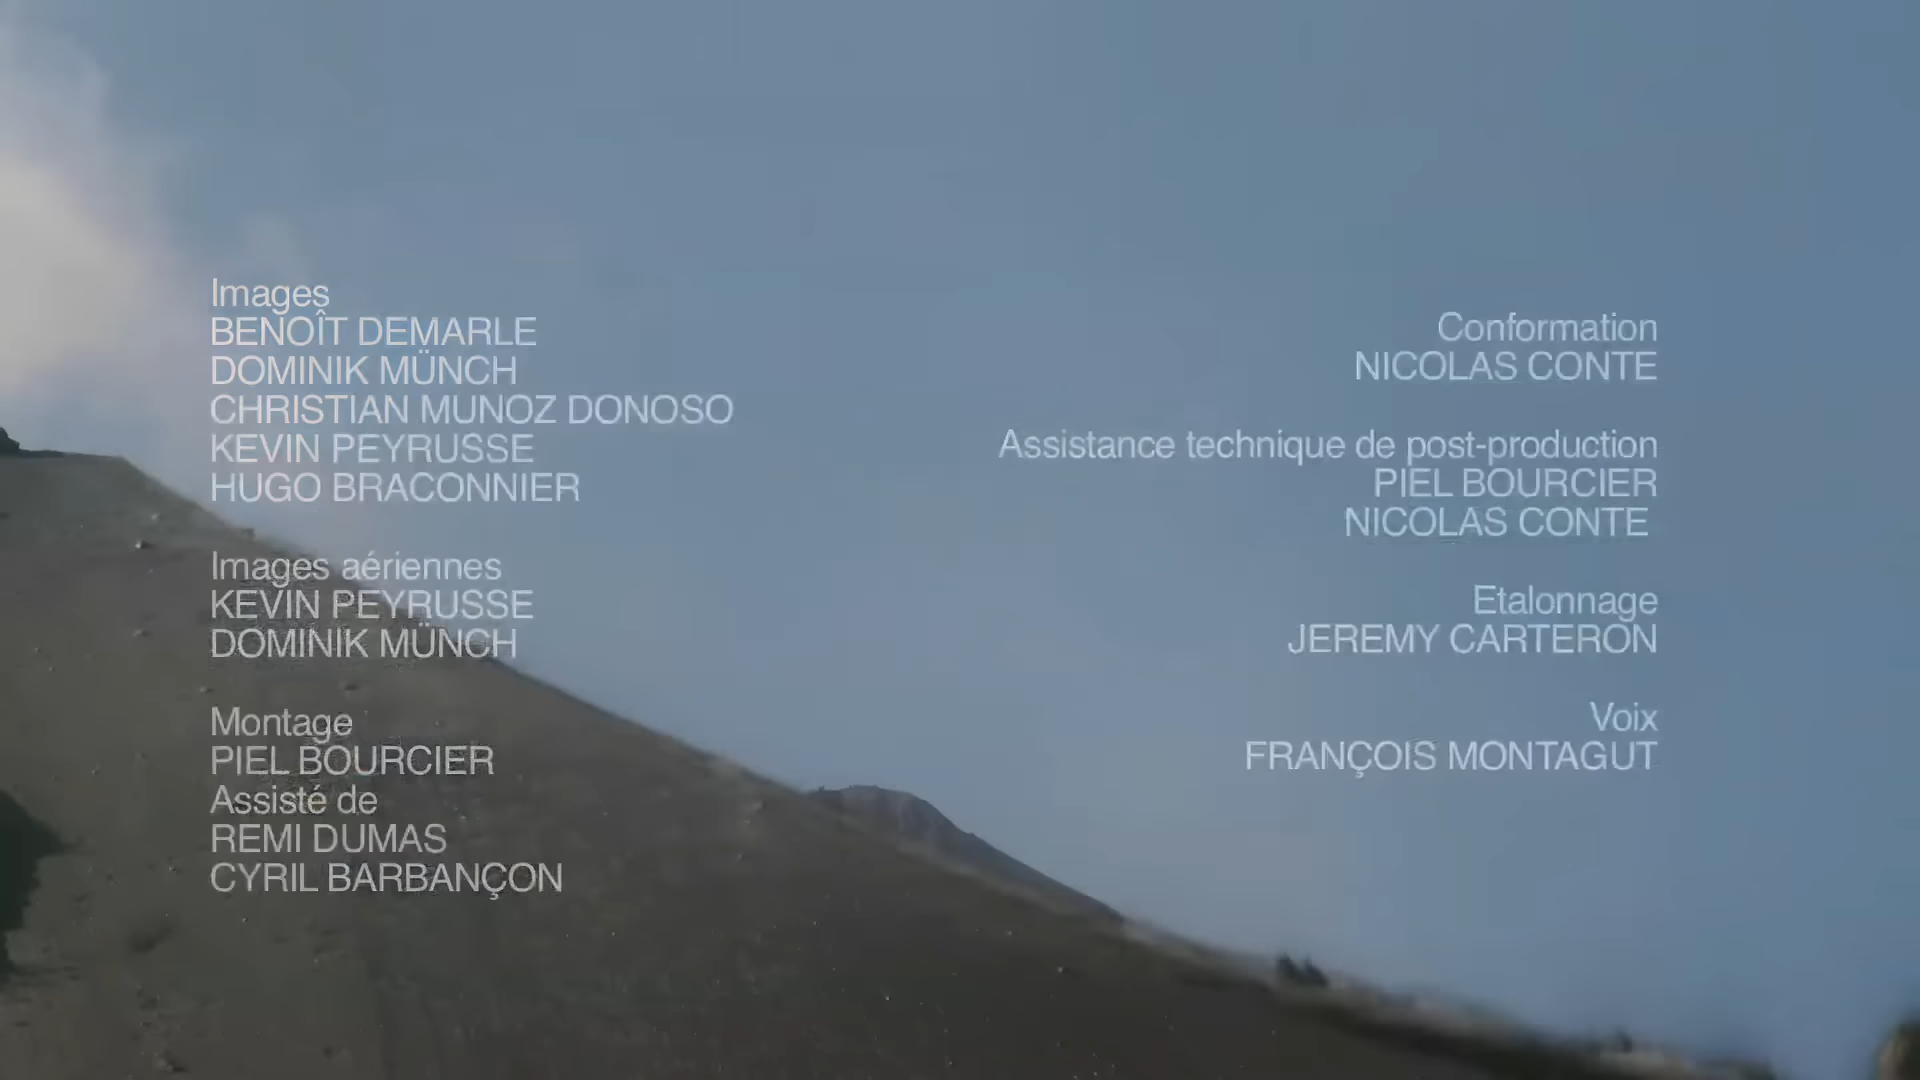 Images
BENOÎT DEMARLE
DOMINIK MÜNCH
CHRISTIAN MUNOZ DONOSO
KEVIN PEYRUSSE
HUGO BRACONNIER
Images aériennes
KEVIN PEYRUSSE
DOMINIK MÜNCH
Montage
PIEL BOURCIER
Assisté de
REMI DUMAS
CYRIL BARBANÇON
Conformation
NICOLAS CONTE
Assistance technique de post-production
PIEL BOURCIER
NICOLAS CONTE
Etalonnage
JEREMY CARTERON
Voix
FRANÇOIS MONTAGUT